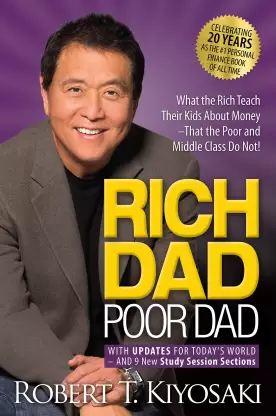 CELEBRATING
20 YEARS
AS THE #1 PERSONAL
FINANCE BOOK
OF ALL TIME
What the Rich Teach
Their Kids About Money
–That the Poor and
Middle Class Do Not!
RICH
DAD
POOR DAD
WITH UPDATES FOR TODAY'S WORLD
– AND 9 New Study Session Sections
ROBERT T. KIYOSAKI